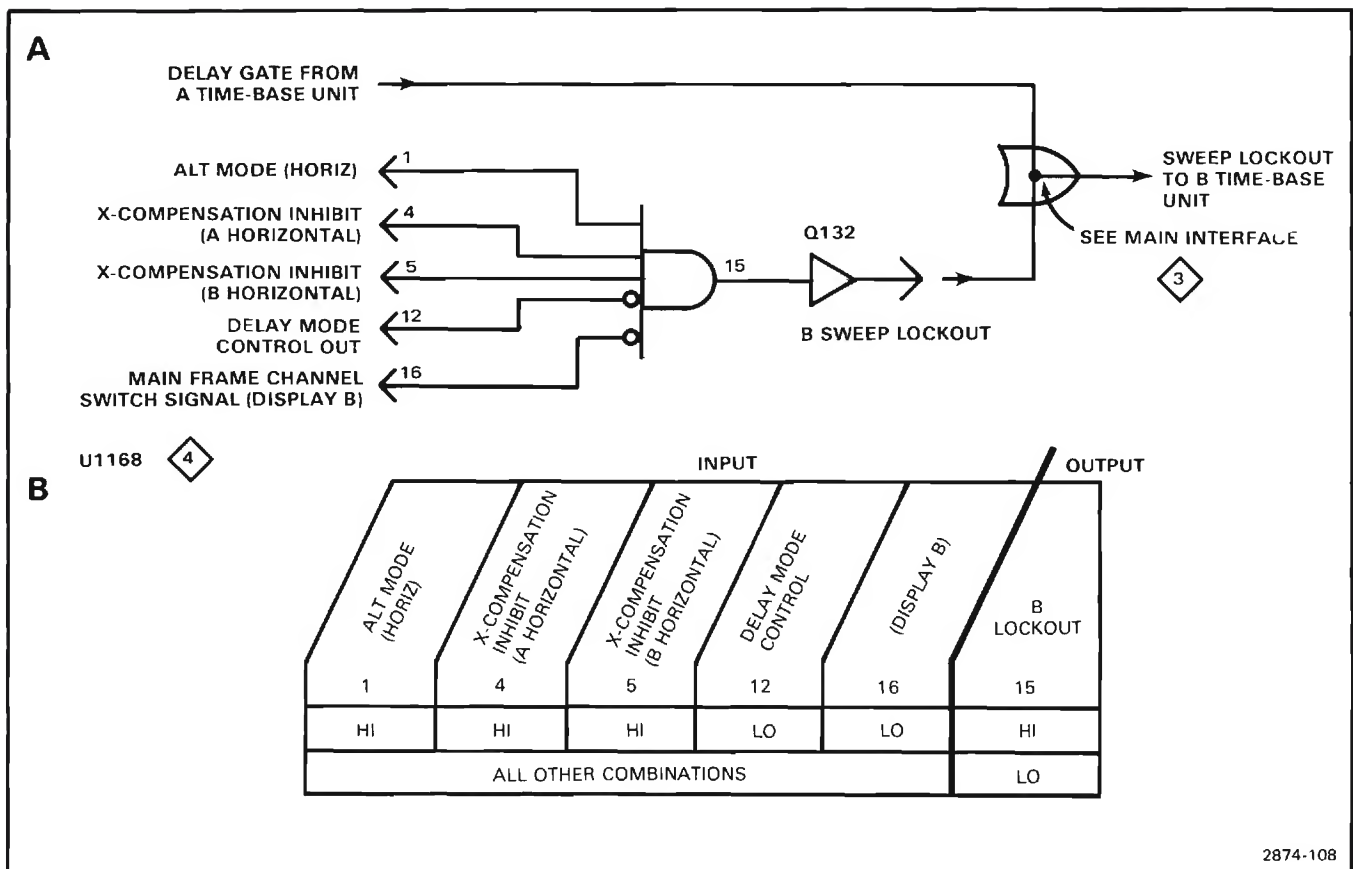 A
DELAY GATE FROM
A TIME-BASE UNIT
ALT MODE (HORIZ)
1
X-COMPENSATION INHIBIT
(A HORIZONTAL)
4
X-COMPENSATION INHIBIT
(B HORIZONTAL)
5
DELAY MODE
CONTROL OUT
12
MAIN FRAME CHANNEL
SWITCH SIGNAL (DISPLAY B)
16
15
Q132
B SWEEP LOCKOUT
SWEEP LOCKOUT
TO B TIME-BASE
UNIT
SEE MAIN INTERFACE
3
U1168 4
B
INPUT OUTPUT
ALT MODE
(HORIZ)
X-COMPENSATION
INHIBIT
(A HORIZONTAL)
X-COMPENSATION
INHIBIT
(B HORIZONTAL)
DELAY MODE
CONTROL
(DISPLAY B)
B
LOCKOUT
1 4 5 12 16 15
HI HI HI LO LO HI
ALL OTHER COMBINATIONS LO
2874-108